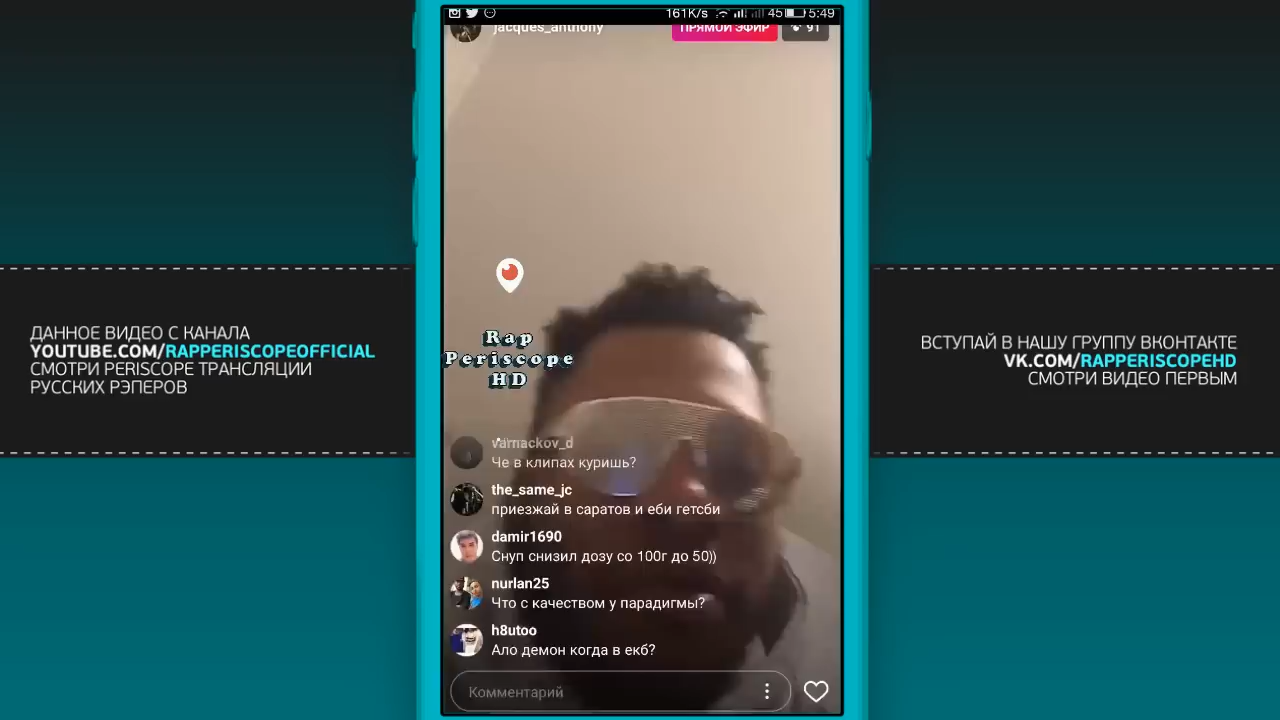 161K/s 45 5:49
jacques_anthony ПРЯМОЙ ЭФИР 91
ДАННОЕ ВИДЕО С КАНАЛА
YOUTUBE.COM/RAPPERISCOPEOFFICIAL
СМОТРИ PERISCOPE ТРАНСЛЯЦИИ
РУССКИХ РЭПЕРОВ
Rap
Periscope
HD
varnackov_d
Че в клипах куришь?
the_same_jc
приезжай в саратов и еби гетсби
damir1690
Снуп снизил дозу со 100г до 50))
nurlan25
Что с качеством у парадигмы?
h8utoo
Ало демон когда в екб?
Комментарий
ВСТУПАЙ В НАШУ ГРУППУ ВКОНТАКТЕ
VK.COM/RAPPERISCOPEHD
СМОТРИ ВИДЕО ПЕРВЫМ